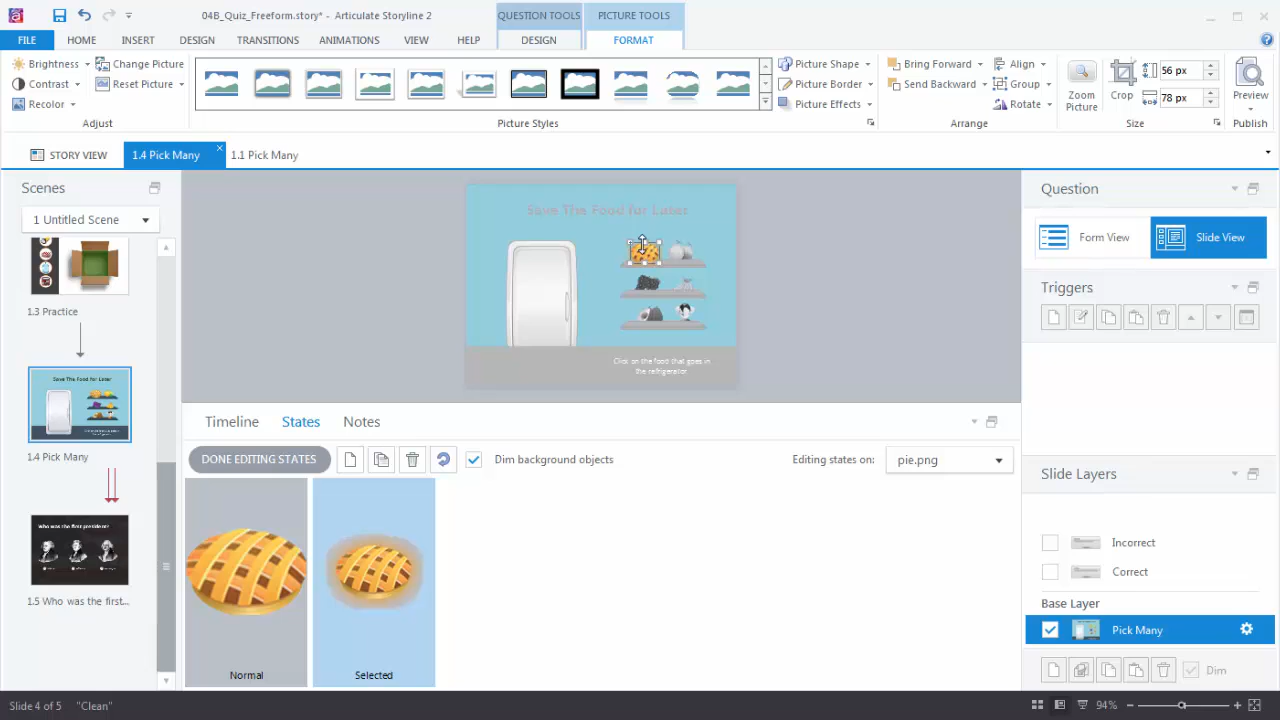 04B_Quiz_Freeform.story* - Articulate Storyline 2
QUESTION TOOLS
PICTURE TOOLS
FILE
HOME
INSERT
DESIGN
TRANSITIONS
ANIMATIONS
VIEW
HELP
DESIGN
FORMAT
Brightness
Change Picture
Contrast
Reset Picture
Recolor
Adjust
Picture Styles
Picture Shape
Picture Border
Picture Effects
Bring Forward
Send Backward
Align
Group
Rotate
Arrange
Zoom
Picture
Crop
56 px
78 px
Size
Preview
Publish
STORY VIEW
1.4 Pick Many
1.1 Pick Many
Scenes
1 Untitled Scene
1.3 Practice
Save The Food for Later
1.4 Pick Many
Who was the first president?
1.5 Who was the first...
Save The Food for Later
Click on the food that goes in
the refrigerator
Timeline
States
Notes
DONE EDITING STATES
Dim background objects
Editing states on:
pie.png
Normal
Selected
Question
Form View
Slide View
Triggers
Slide Layers
Incorrect
Correct
Base Layer
Pick Many
Dim
Slide 4 of 5
"Clean"
94%